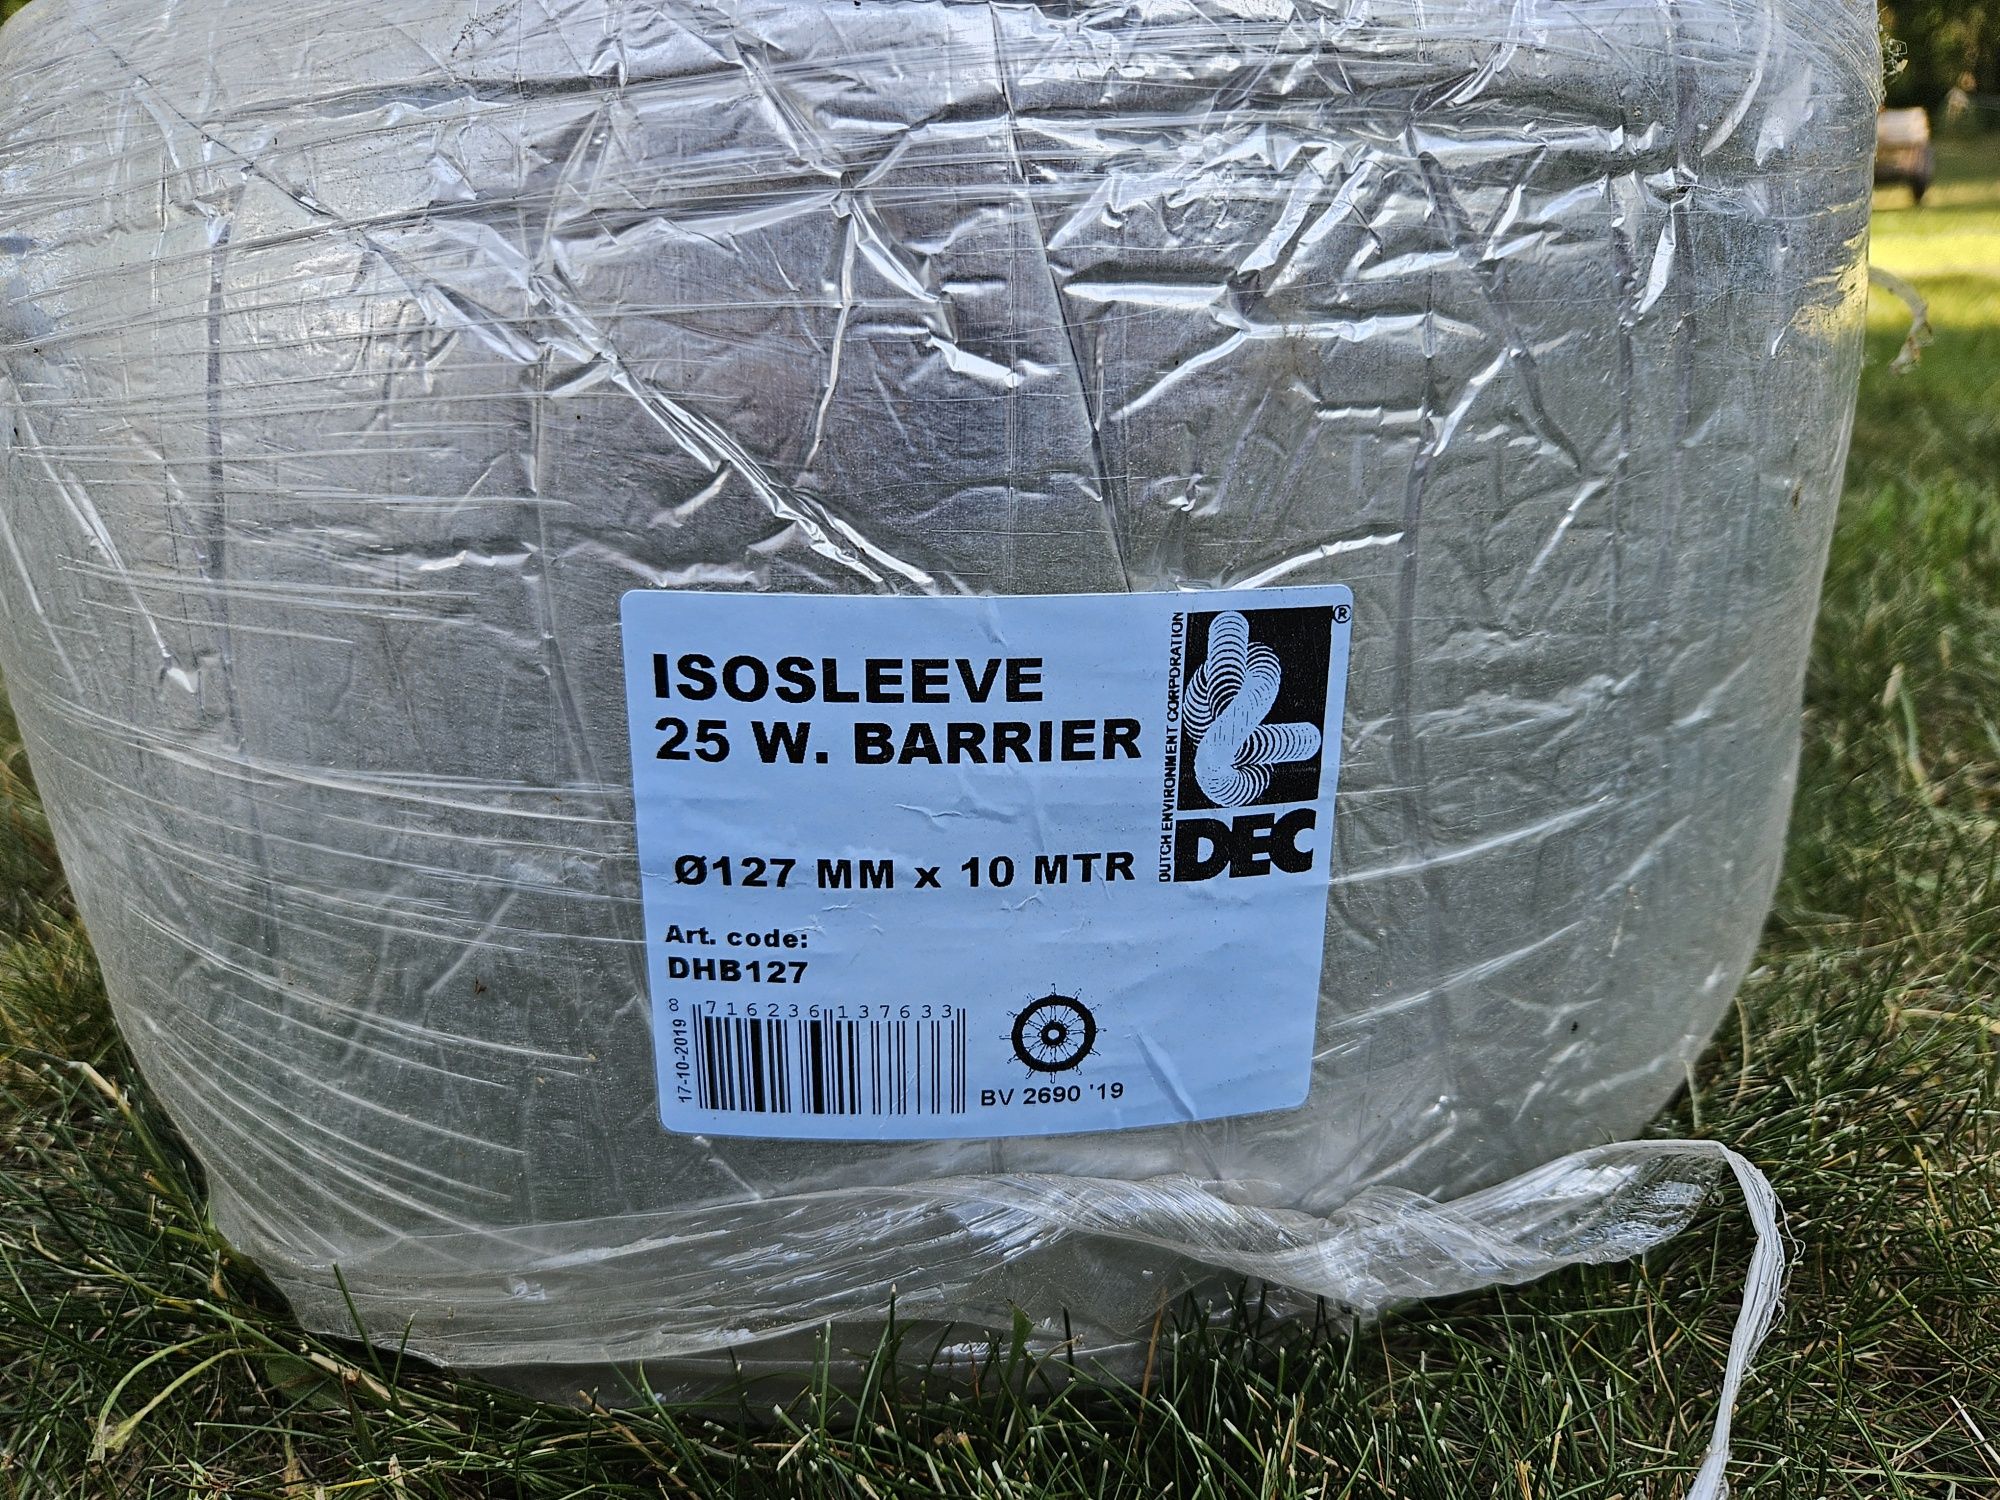 ISOSLEEVE
25 W. BARRIER
Ø127 MM x 10 MTR
Art. code:
DHB127
8 716236 137633
17-10-2019
BV 2690 '19
DUTCH ENVIRONMENT CORPORATION
®
DEC